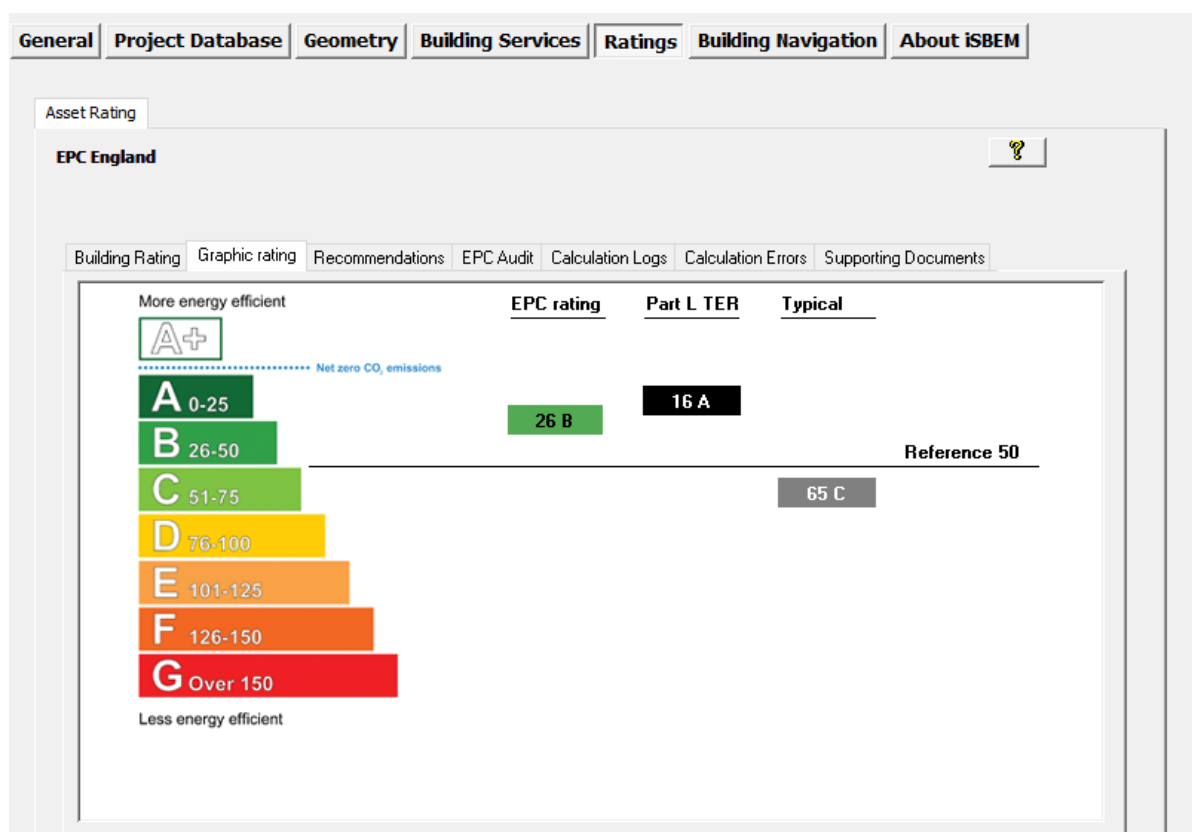 General Project Database Geometry Building Services Ratings Building Navigation About iSBEM
Asset Rating
EPC England
?
Building Rating Graphic rating Recommendations EPC Audit Calculation Logs Calculation Errors Supporting Documents
More energy efficient EPC rating Part L TER Typical
A+
Net zero CO₂ emissions
A 0-25
16 A
26 B
B 26-50
Reference 50
C 51-75
65 C
D 76-100
E 101-125
F 126-150
G Over 150
Less energy efficient